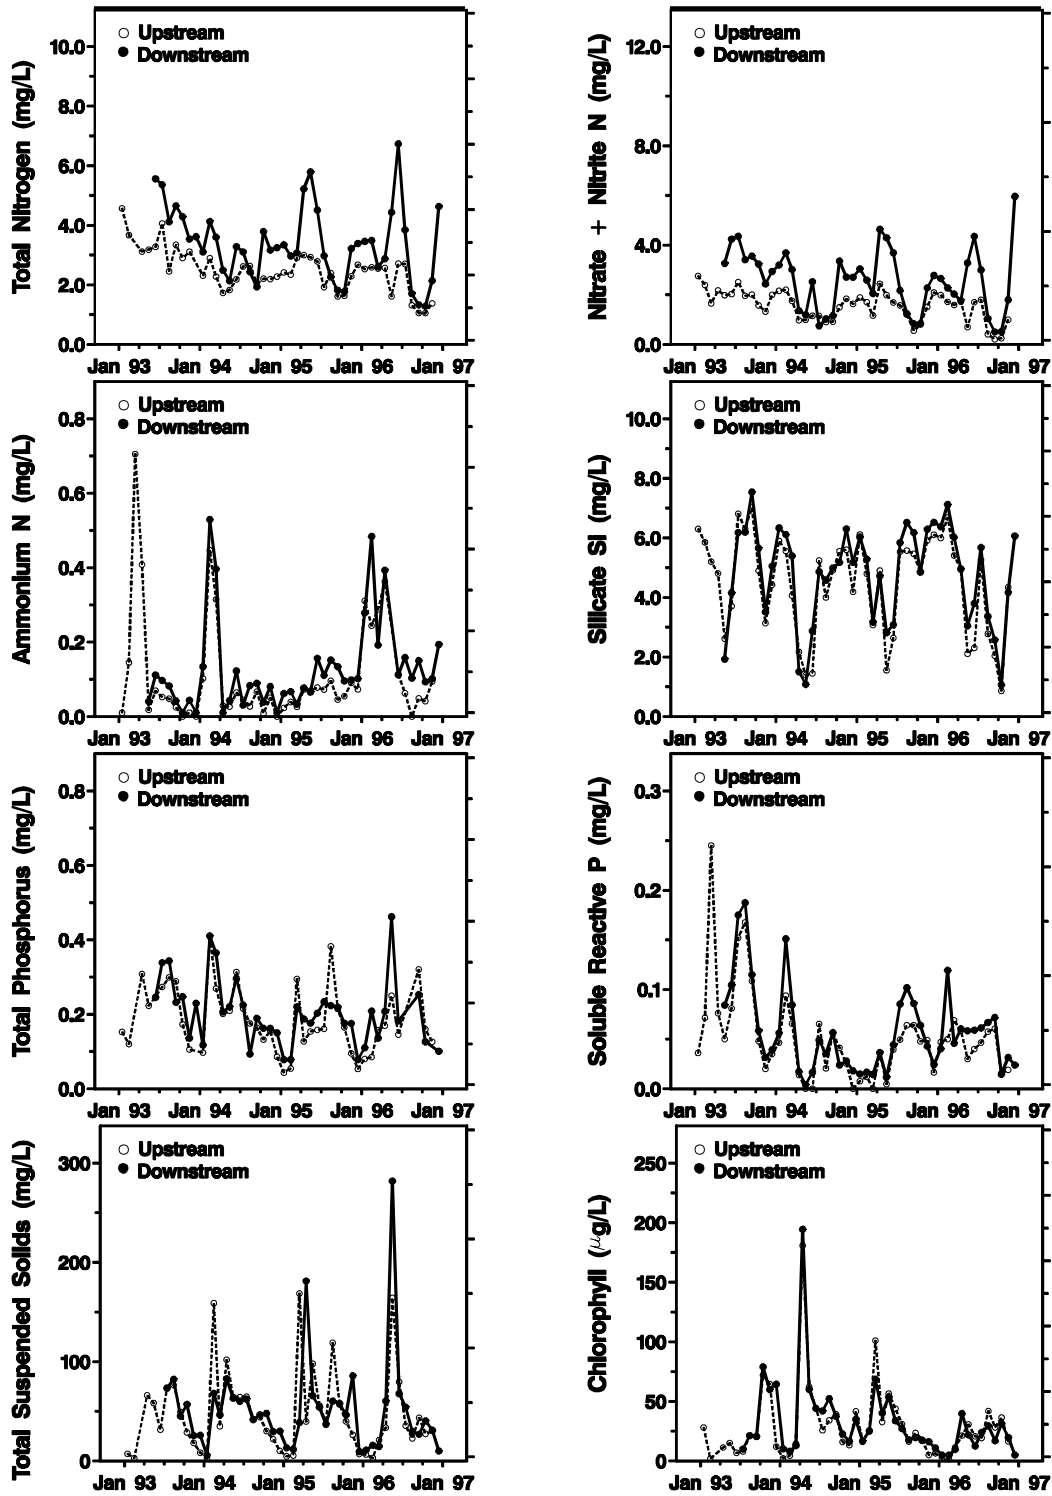 Total Nitrogen (mg/L)
Upstream
Downstream
10.0
8.0
6.0
4.0
2.0
0.0
Jan 93 Jan 94 Jan 95 Jan 96 Jan 97
Nitrate + Nitrite N (mg/L)
Upstream
Downstream
12.0
8.0
4.0
0.0
Jan 93 Jan 94 Jan 95 Jan 96 Jan 97
Ammonium N (mg/L)
Upstream
Downstream
0.8
0.6
0.4
0.2
0.0
Jan 93 Jan 94 Jan 95 Jan 96 Jan 97
Silicate Si (mg/L)
Upstream
Downstream
10.0
8.0
6.0
4.0
2.0
0.0
Jan 93 Jan 94 Jan 95 Jan 96 Jan 97
Total Phosphorus (mg/L)
Upstream
Downstream
0.8
0.6
0.4
0.2
0.0
Jan 93 Jan 94 Jan 95 Jan 96 Jan 97
Soluble Reactive P (mg/L)
Upstream
Downstream
0.3
0.2
0.1
0.0
Jan 93 Jan 94 Jan 95 Jan 96 Jan 97
Total Suspended Solids (mg/L)
Upstream
Downstream
300
200
100
0
Jan 93 Jan 94 Jan 95 Jan 96 Jan 97
Chlorophyll (μg/L)
Upstream
Downstream
250
200
150
100
50
0
Jan 93 Jan 94 Jan 95 Jan 96 Jan 97